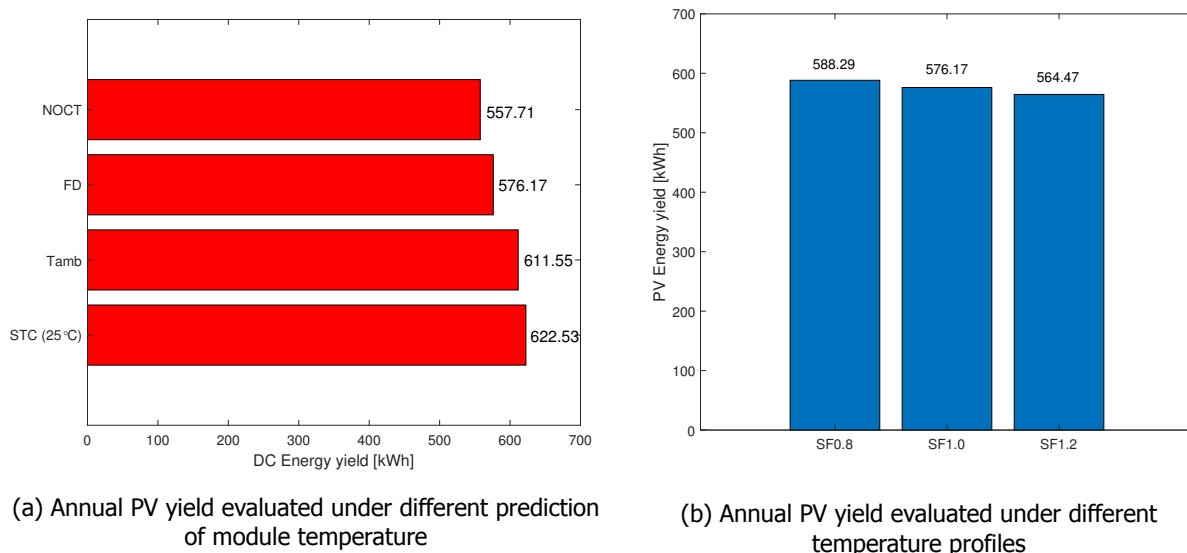 NOCT
FD
Tamb
STC (25°C)
557.71
576.17
611.55
622.53
0 100 200 300 400 500 600 700
DC Energy yield [kWh]
(a) Annual PV yield evaluated under different prediction
of module temperature
700
600
500
400
300
200
100
0
PV Energy yield [kWh]
588.29 576.17 564.47
SF0.8 SF1.0 SF1.2
(b) Annual PV yield evaluated under different
temperature profiles